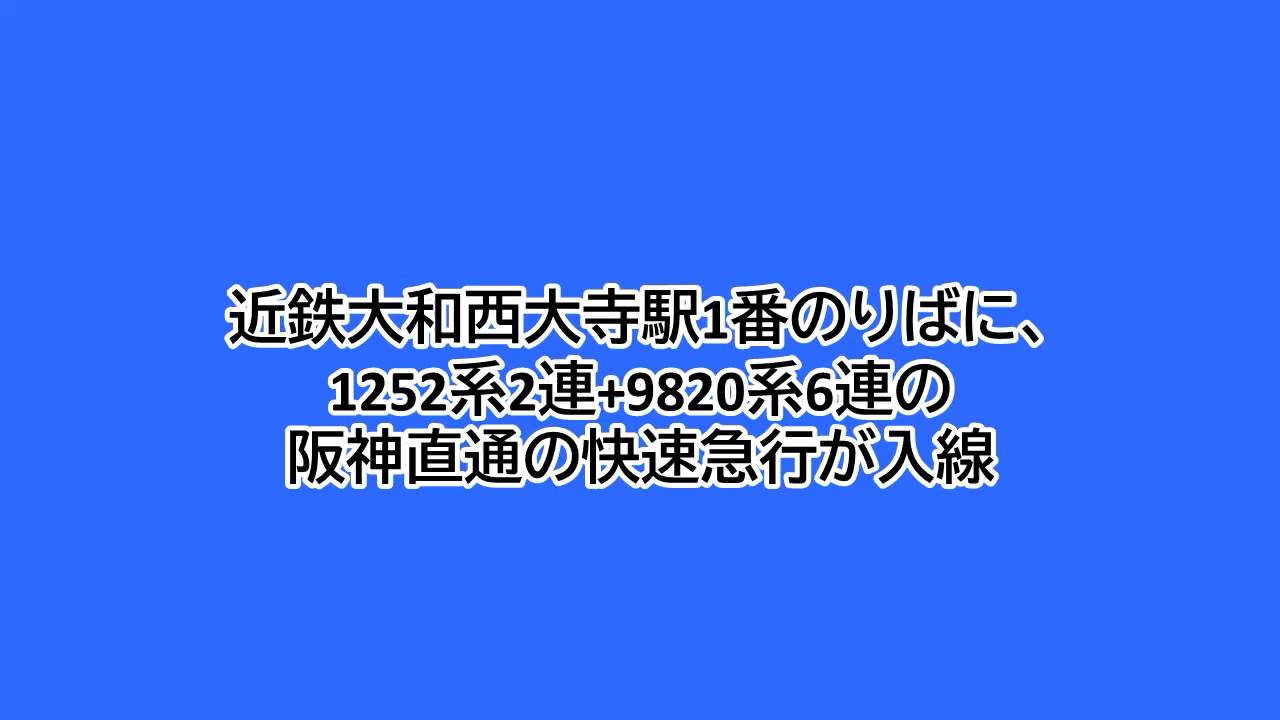 近鉄大和西大寺駅1番のりばに、
1252系2連+9820系6連の
阪神直通の快速急行が入線